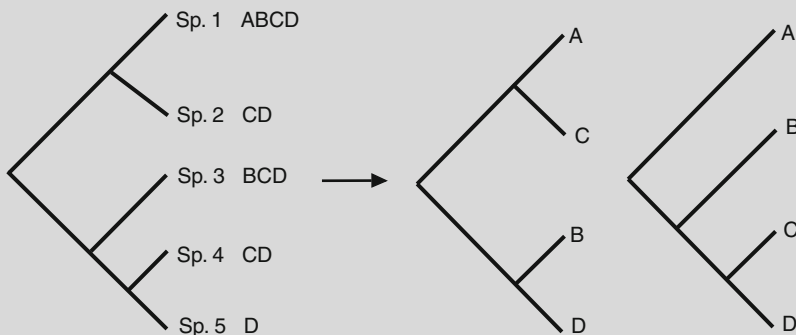 Sp. 1 ABCD
Sp. 2 CD
Sp. 3 BCD
Sp. 4 CD
Sp. 5 D
A
C
B
D
A
B
C
D